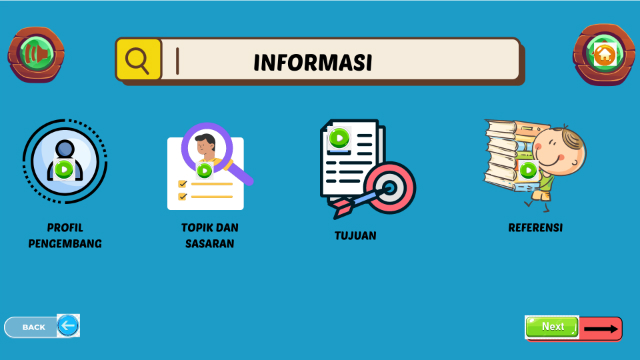 INFORMASI
PROFIL
PENGEMBANG
TOPIK DAN
SASARAN
TUJUAN
REFERENSI
BACK
Next